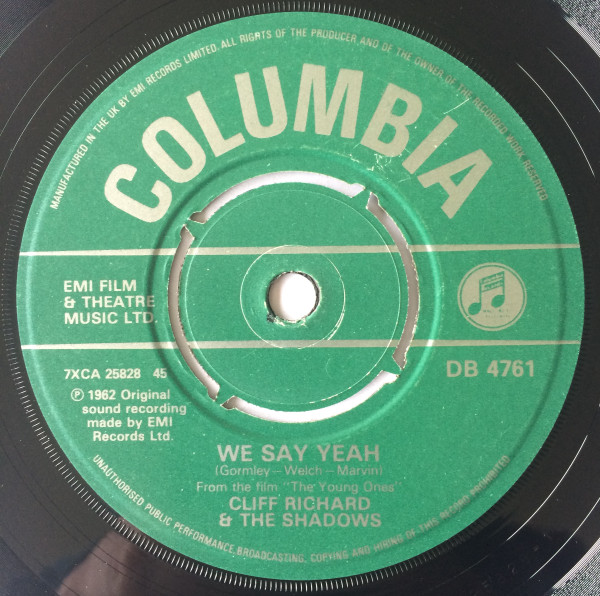 MANUFACTURED IN THE UK BY EMI RECORDS LIMITED. ALL RIGHTS OF THE PRODUCER AND OF THE OWNER OF THE RECORDED WORK RESERVED
COLUMBIA
EMI FILM
& THEATRE
MUSIC LTD.
7XCA 25828 45
Ⓟ 1962 Original
sound recording
made by EMI
Records Ltd.
DB 4761
WE SAY YEAH
(Gormley – Welch – Marvin)
From the film "The Young Ones"
CLIFF RICHARD
& THE SHADOWS
UNAUTHORISED PUBLIC PERFORMANCE, BROADCASTING, COPYING AND HIRING OF THIS RECORD PROHIBITED